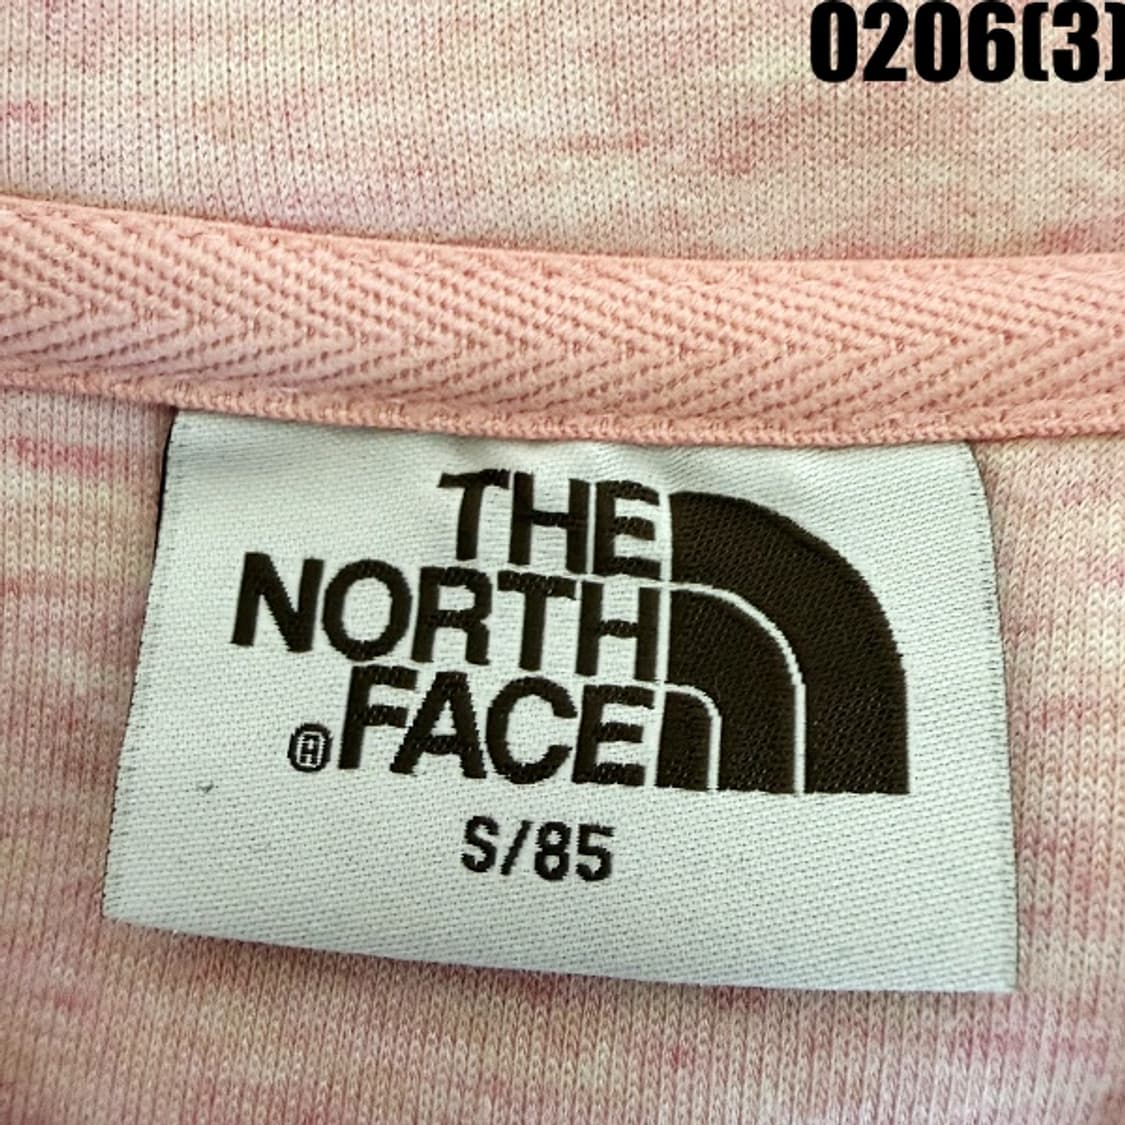 0206(3)
THE
NORTH
FACE
®
S/85